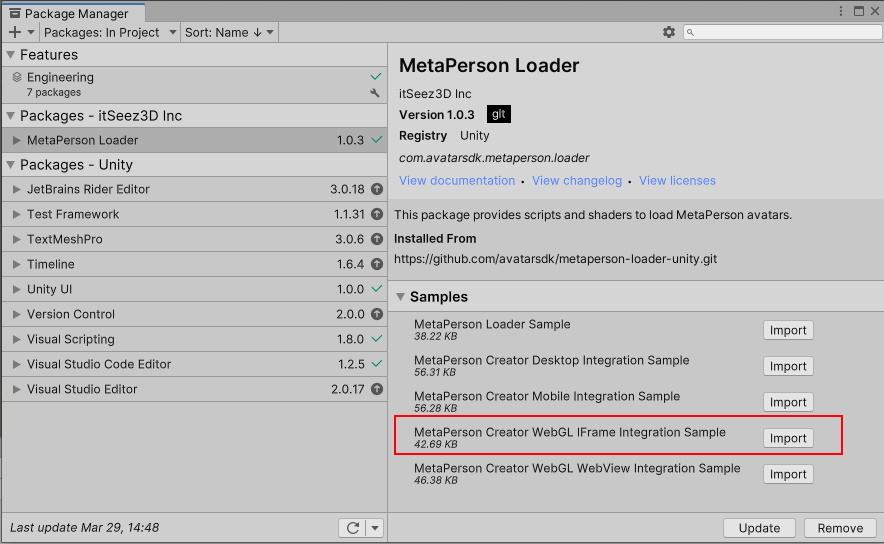 Package Manager
Packages: In Project
Sort: Name ↓
Features
Engineering
7 packages
Packages - itSeez3D Inc
MetaPerson Loader 1.0.3
Packages - Unity
JetBrains Rider Editor 3.0.18
Test Framework 1.1.31
TextMeshPro 3.0.6
Timeline 1.6.4
Unity UI 1.0.0
Version Control 2.0.0
Visual Scripting 1.8.0
Visual Studio Code Editor 1.2.5
Visual Studio Editor 2.0.17
Last update Mar 29, 14:48
MetaPerson Loader
itSeez3D Inc
Version 1.0.3 git
Registry Unity
com.avatarsdk.metaperson.loader
View documentation • View changelog • View licenses
This package provides scripts and shaders to load MetaPerson avatars.
Installed From
https://github.com/avatarsdk/metaperson-loader-unity.git
Samples
MetaPerson Loader Sample
38.22 KB
Import
MetaPerson Creator Desktop Integration Sample
56.31 KB
Import
MetaPerson Creator Mobile Integration Sample
56.28 KB
Import
MetaPerson Creator WebGL IFrame Integration Sample
42.69 KB
Import
MetaPerson Creator WebGL WebView Integration Sample
46.38 KB
Import
Update Remove